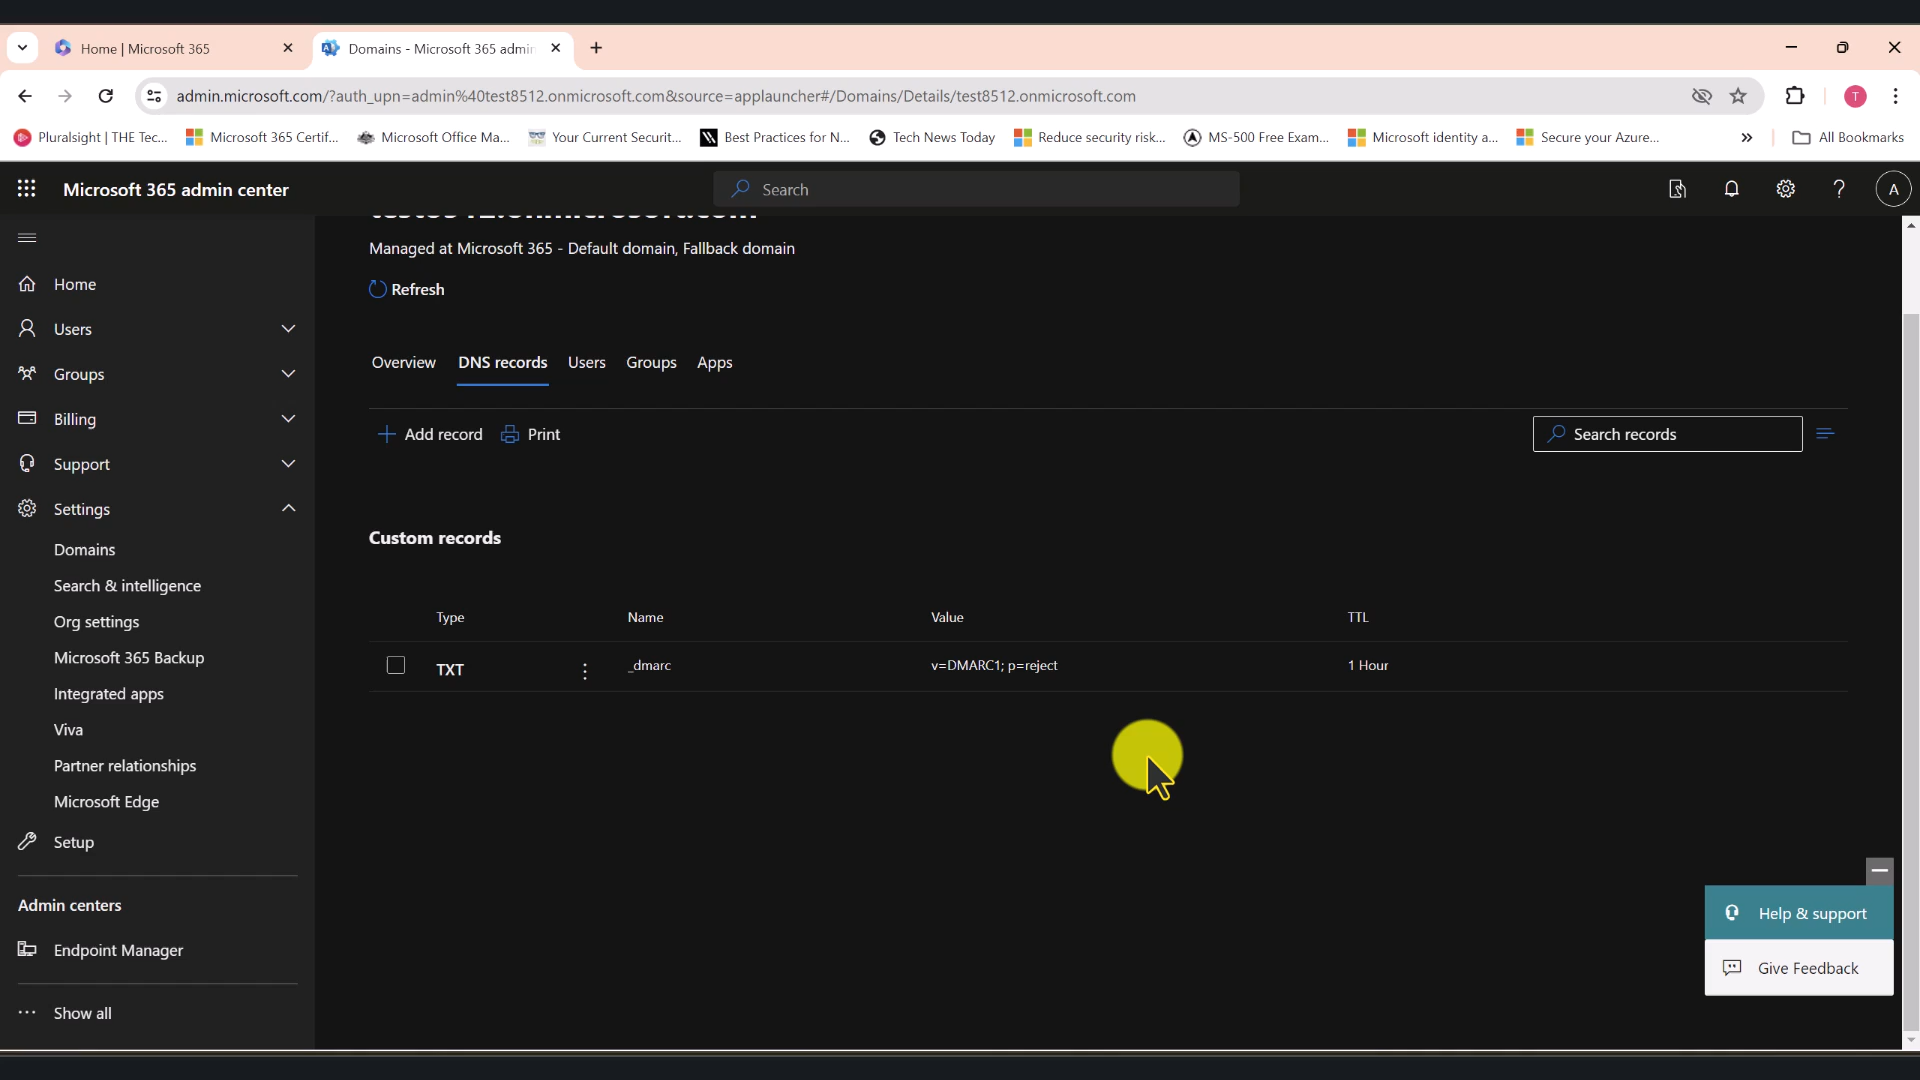 Home | Microsoft 365
Domains - Microsoft 365 admin
admin.microsoft.com/?auth_upn=admin%40test8512.onmicrosoft.com&source=applauncher#/Domains/Details/test8512.onmicrosoft.com
T
Pluralsight | THE Tec...
Microsoft 365 Certif...
Microsoft Office Ma...
Your Current Securit...
Best Practices for N...
Tech News Today
Reduce security risk...
MS-500 Free Exam...
Microsoft identity a...
Secure your Azure...
»
All Bookmarks
Microsoft 365 admin center
Search
?
A
test8512.onmicrosoft.com
Managed at Microsoft 365 - Default domain, Fallback domain
Refresh
Home
Users
Groups
Billing
Support
Settings
Domains
Search & intelligence
Org settings
Microsoft 365 Backup
Integrated apps
Viva
Partner relationships
Microsoft Edge
Setup
Admin centers
Endpoint Manager
Show all
Overview DNS records Users Groups Apps
Add record Print
Search records
Custom records
Type Name Value TTL
TXT _dmarc v=DMARC1; p=reject 1 Hour
Help & support
Give Feedback